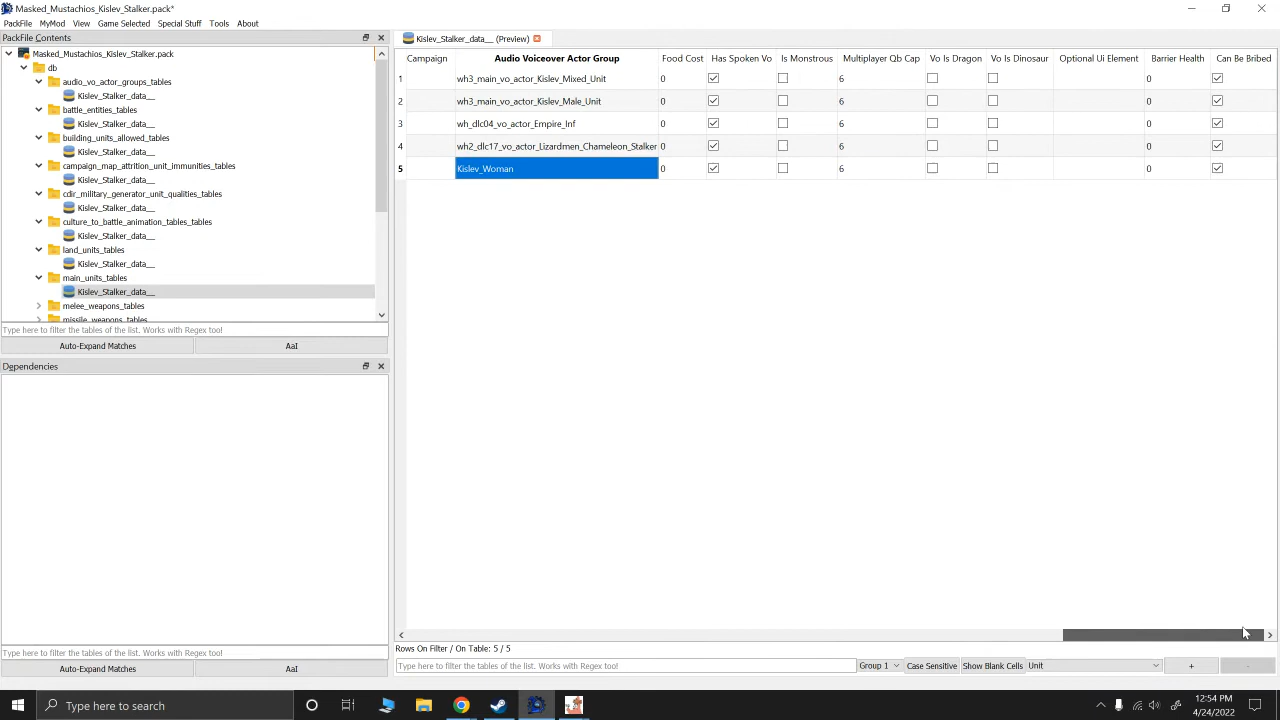 Masked_Mustachios_Kislev_Stalker.pack*
PackFile MyMod View Game Selected Special Stuff Tools About
PackFile Contents
Masked_Mustachios_Kislev_Stalker.pack
db
audio_vo_actor_groups_tables
Kislev_Stalker_data__
battle_entities_tables
Kislev_Stalker_data__
building_units_allowed_tables
Kislev_Stalker_data__
campaign_map_attrition_unit_immunities_tables
Kislev_Stalker_data__
cdir_military_generator_unit_qualities_tables
Kislev_Stalker_data__
culture_to_battle_animation_tables_tables
Kislev_Stalker_data__
land_units_tables
Kislev_Stalker_data__
main_units_tables
Kislev_Stalker_data__
melee_weapons_tables
missile_weapons_tables
Type here to filter the tables of the list. Works with Regex too!
Auto-Expand Matches AaI
Dependencies
Type here to filter the tables of the list. Works with Regex too!
Auto-Expand Matches AaI
Kislev_Stalker_data__ (Preview)
Campaign Audio Voiceover Actor Group Food Cost Has Spoken Vo Is Monstrous Multiplayer Qb Cap Vo Is Dragon Vo Is Dinosaur Optional Ui Element Barrier Health Can Be Bribed
1 wh3_main_vo_actor_Kislev_Mixed_Unit 0 6 0
2 wh3_main_vo_actor_Kislev_Male_Unit 0 6 0
3 wh_dlc04_vo_actor_Empire_Inf 0 6 0
4 wh2_dlc17_vo_actor_Lizardmen_Chameleon_Stalker 0 6 0
5 Kislev_Woman 0 6 0
Rows On Filter / On Table: 5 / 5
Type here to filter the tables of the list. Works with Regex too! Group 1 Case Sensitive Show Blank Cells Unit + -
Type here to search
12:54 PM
4/24/2022